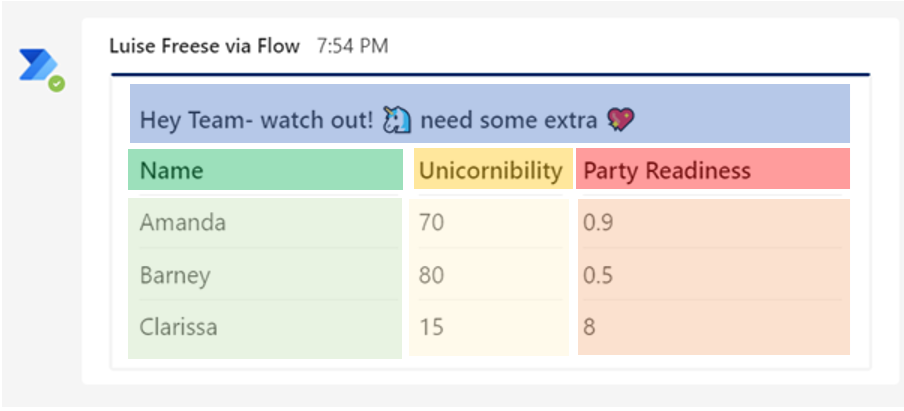 Luise Freese via Flow 7:54 PM
Hey Team- watch out! 🦄 need some extra 💖
Name Unicornibility Party Readiness
Amanda 70 0.9
Barney 80 0.5
Clarissa 15 8